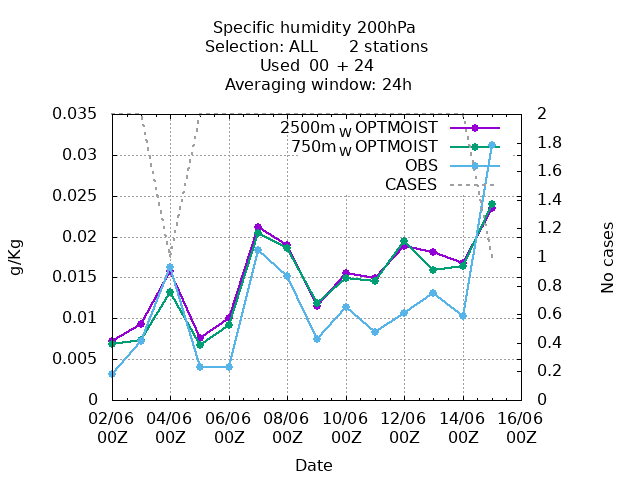 Specific humidity 200hPa
Selection: ALL 2 stations
Used 00 + 24
Averaging window: 24h
2500m_W OPTMOIST
750m_W OPTMOIST
OBS
CASES
g/Kg
0.035
0.03
0.025
0.02
0.015
0.01
0.005
0
No cases
2
1.8
1.6
1.4
1.2
1
0.8
0.6
0.4
0.2
0
02/06 04/06 06/06 08/06 10/06 12/06 14/06 16/06
00Z 00Z 00Z 00Z 00Z 00Z 00Z 00Z
Date